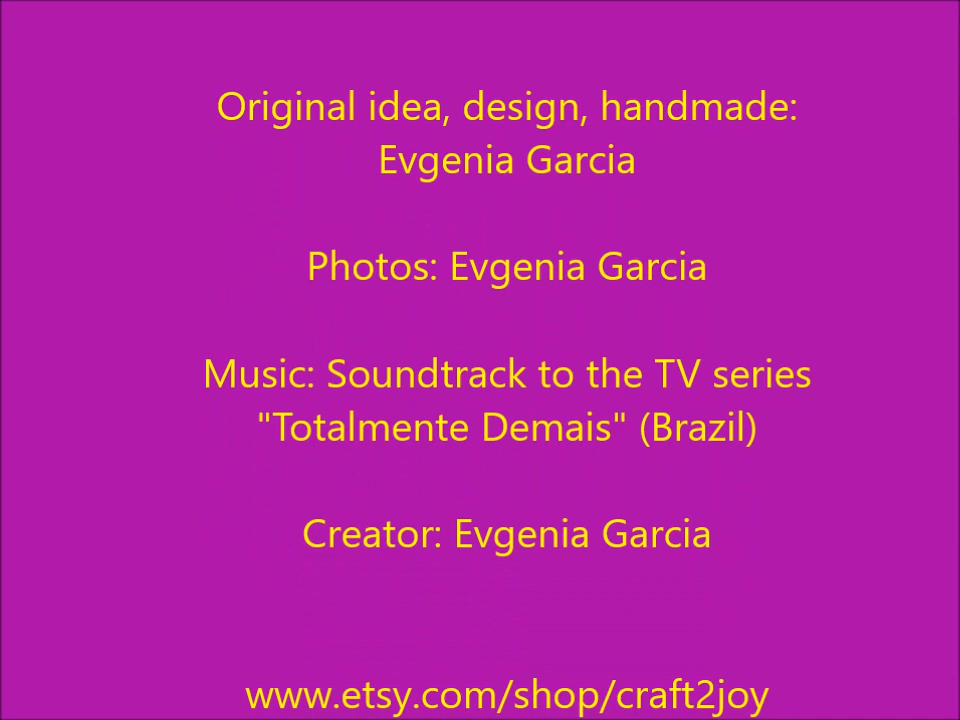 Original idea, design, handmade:
Evgenia Garcia
Photos: Evgenia Garcia
Music: Soundtrack to the TV series
"Totalmente Demais" (Brazil)
Creator: Evgenia Garcia
www.etsy.com/shop/craft2joy